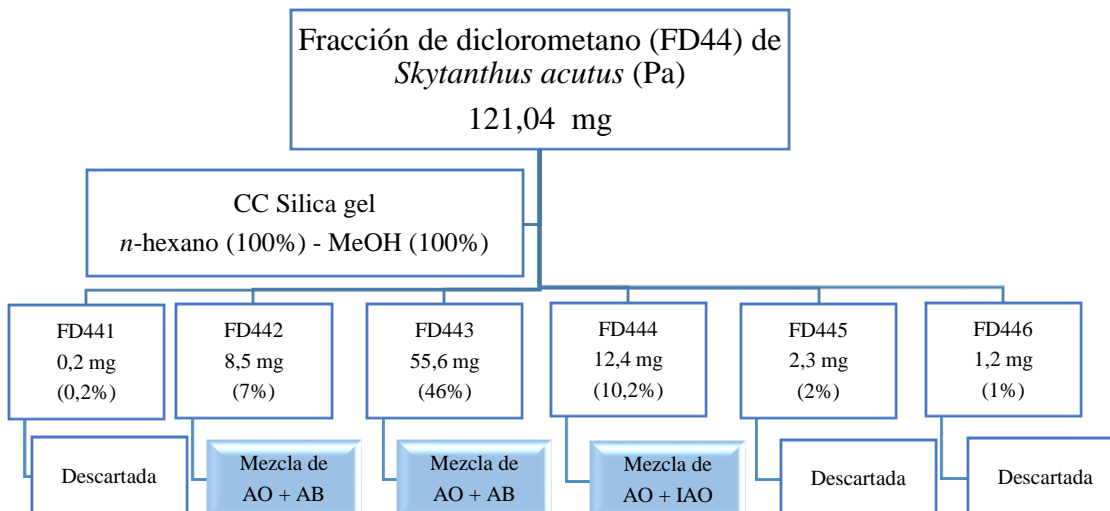 Fracción de diclorometano (FD44) de
Skytanthus acutus (Pa)
121,04 mg
CC Silica gel
n-hexano (100%) - MeOH (100%)
FD441
0,2 mg
(0,2%)
FD442
8,5 mg
(7%)
FD443
55,6 mg
(46%)
FD444
12,4 mg
(10,2%)
FD445
2,3 mg
(2%)
FD446
1,2 mg
(1%)
Descartada
Mezcla de
AO + AB
Mezcla de
AO + AB
Mezcla de
AO + IAO
Descartada
Descartada